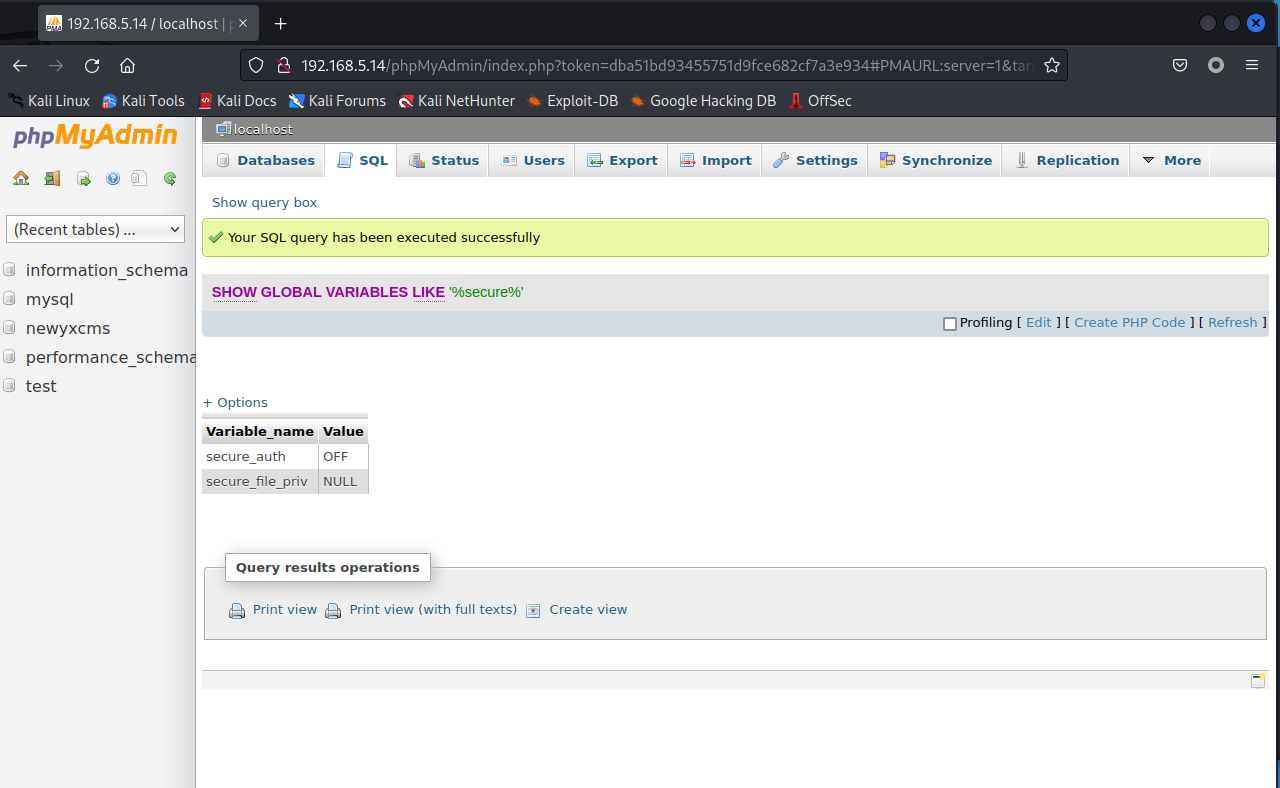 192.168.5.14 / localhost | p
192.168.5.14/phpMyAdmin/index.php?token=dba51bd93455751d9fce682cf7a3e934#PMAURL:server=1&tar
Kali Linux Kali Tools Kali Docs Kali Forums Kali NetHunter Exploit-DB Google Hacking DB OffSec
phpMyAdmin
(Recent tables) ...
information_schema
mysql
newyxcms
performance_schema
test
localhost
Databases SQL Status Users Export Import Settings Synchronize Replication More
Show query box
Your SQL query has been executed successfully
SHOW GLOBAL VARIABLES LIKE '%secure%'
Profiling [ Edit ] [ Create PHP Code ] [ Refresh ]
+ Options
Variable_name Value
secure_auth OFF
secure_file_priv NULL
Query results operations
Print view Print view (with full texts) Create view